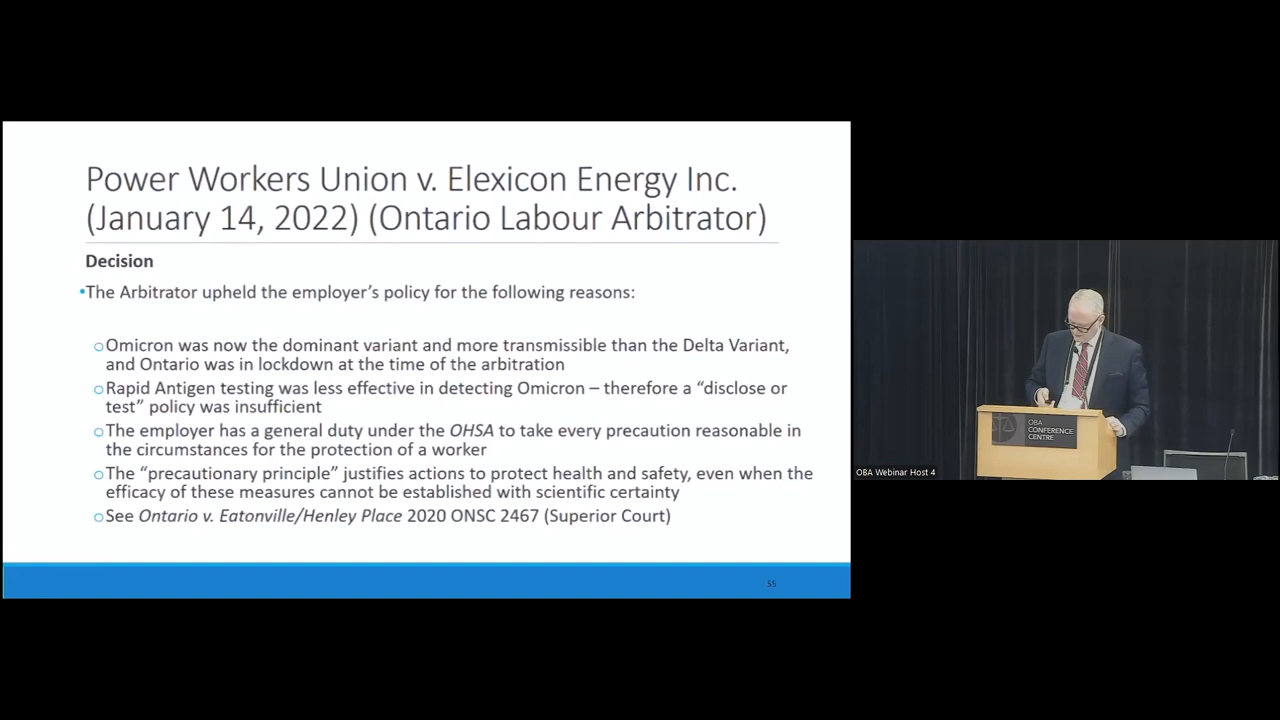 Power Workers Union v. Elexicon Energy Inc.
(January 14, 2022) (Ontario Labour Arbitrator)
Decision
•The Arbitrator upheld the employer’s policy for the following reasons:
○Omicron was now the dominant variant and more transmissible than the Delta Variant,
and Ontario was in lockdown at the time of the arbitration
○Rapid Antigen testing was less effective in detecting Omicron – therefore a “disclose or
test” policy was insufficient
○The employer has a general duty under the OHSA to take every precaution reasonable in
the circumstances for the protection of a worker
○The “precautionary principle” justifies actions to protect health and safety, even when the
efficacy of these measures cannot be established with scientific certainty
○See Ontario v. Eatonville/Henley Place 2020 ONSC 2467 (Superior Court)
55
OBA
CONFERENCE
CENTRE
OBA Webinar Host 4